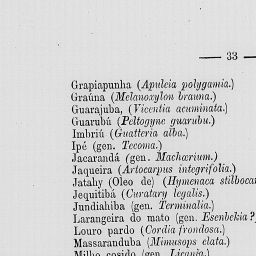 — 33 —
Grapiapunha (Apuleia polygamia.)
Graúna (Melanoxylon brauna.)
Guarajuba, (Vicentia acuminata.)
Guarubú (Peltogyne guarubu.)
Imbriú (Guatteria alba.)
Ipé (gen. Tecoma.)
Jacarandá (gen. Machærium.)
Jaqueira (Artocarpus integrifolia.)
Jatahy (Oleo de) (Hymenaca stilbocar
Jequitibá (Curatary legalis.)
Jundiahiba (gen. Terminalia.)
Larangeira do mato (gen. Esenbekia?
Louro pardo (Cordia frondosa.)
Massaranduba (Mimusops elata.)
Milho cosido (gen. Licania.)